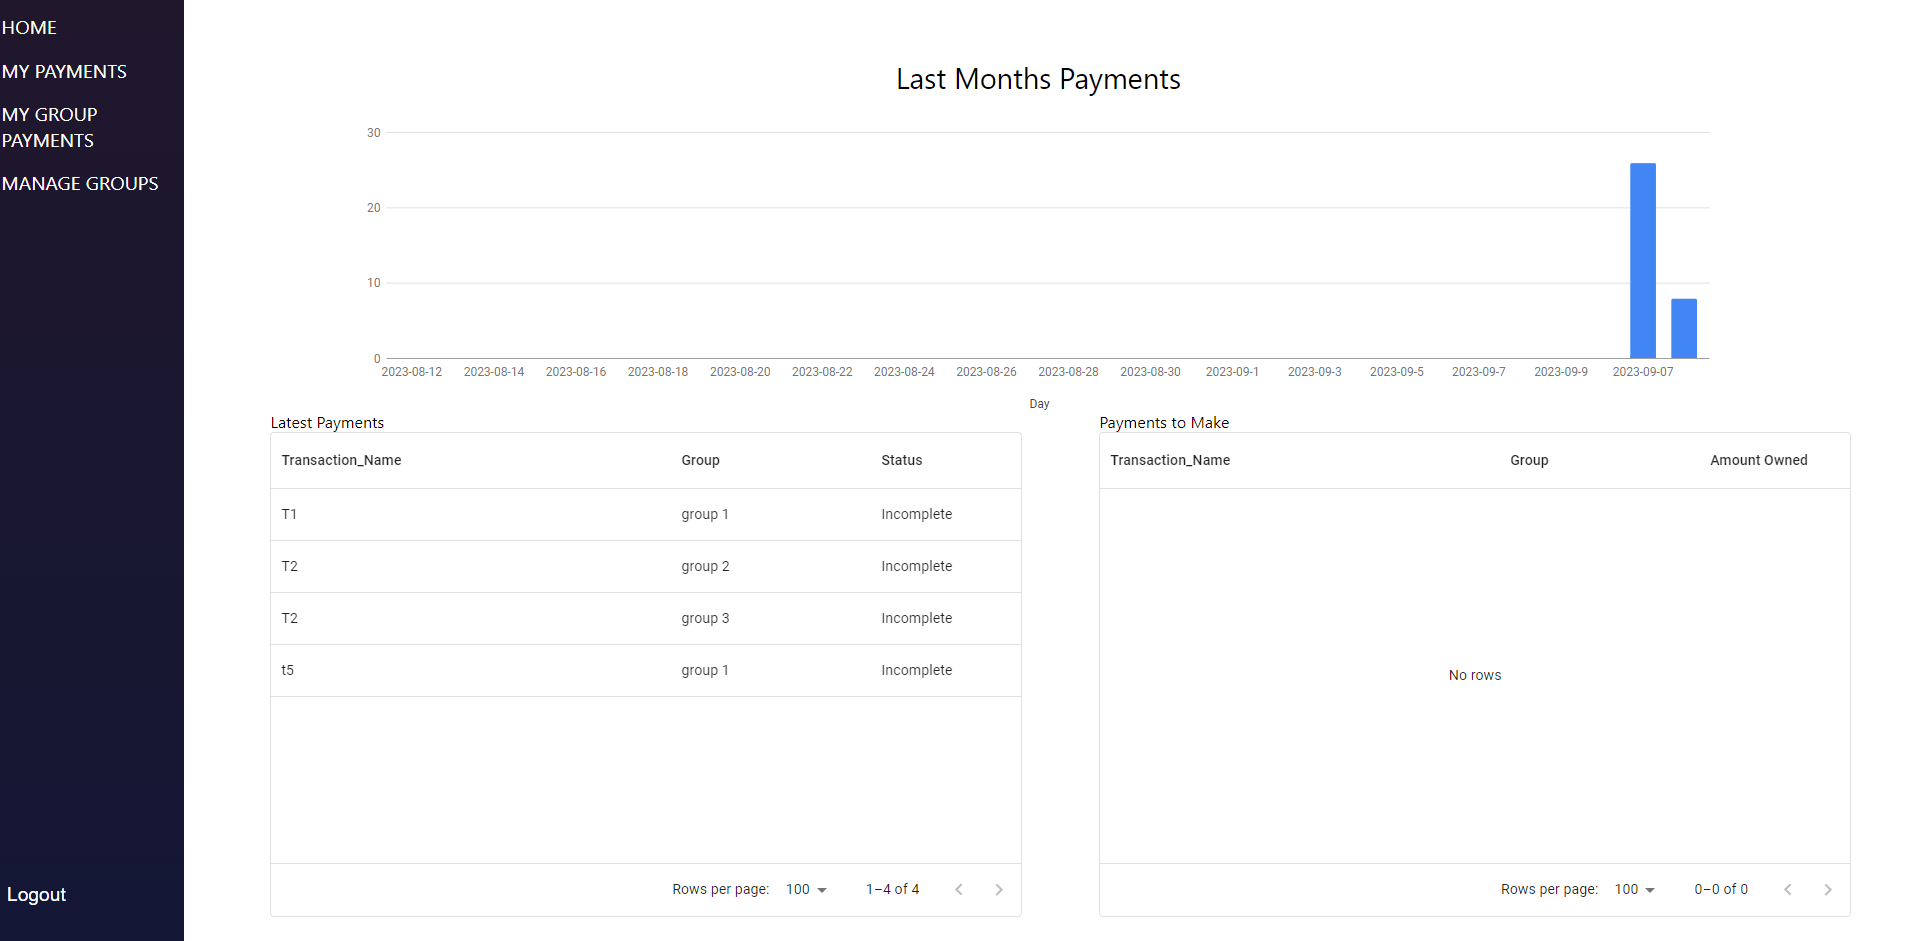 HOME
MY PAYMENTS
MY GROUP
PAYMENTS
MANAGE GROUPS
Logout
Last Months Payments
30
20
10
0
2023-08-12 2023-08-14 2023-08-16 2023-08-18 2023-08-20 2023-08-22 2023-08-24 2023-08-26 2023-08-28 2023-08-30 2023-09-1 2023-09-3 2023-09-5 2023-09-7 2023-09-9 2023-09-07
Day
Latest Payments
Transaction_Name Group Status
T1 group 1 Incomplete
T2 group 2 Incomplete
T2 group 3 Incomplete
t5 group 1 Incomplete
Rows per page: 100 1–4 of 4
Payments to Make
Transaction_Name Group Amount Owned
No rows
Rows per page: 100 0–0 of 0